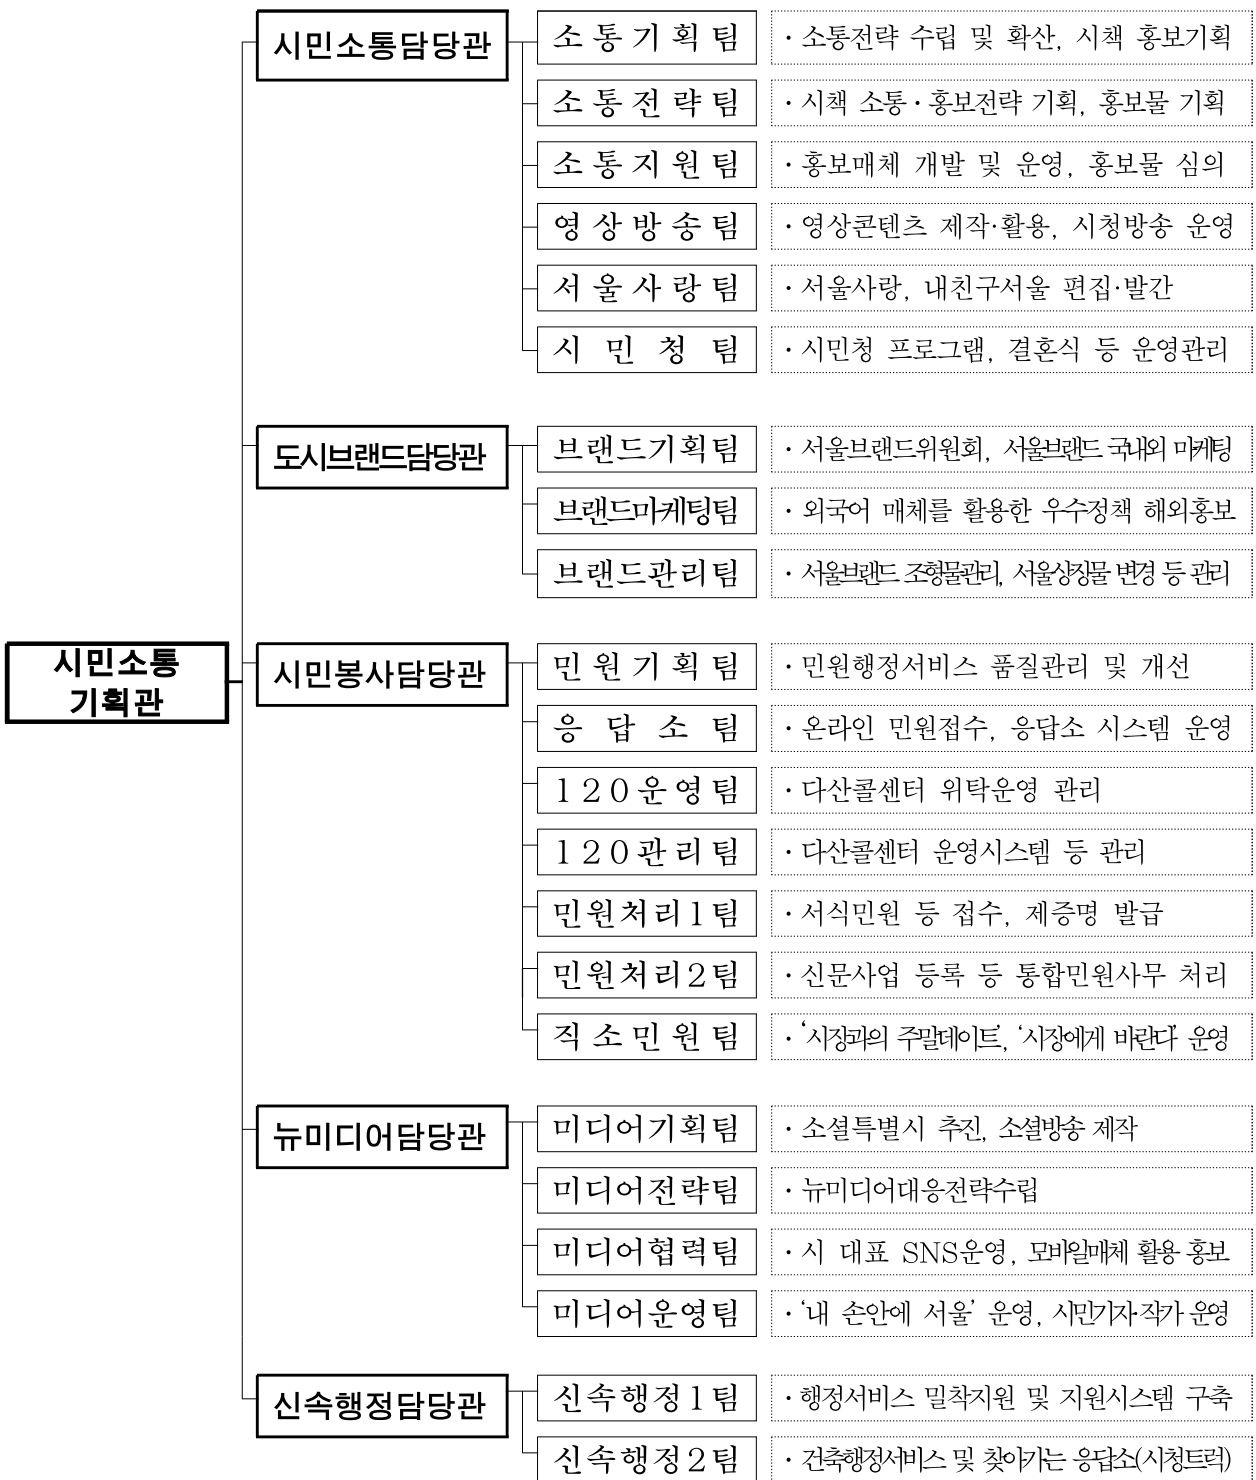 시민소통담당관
소통기획팀
· 소통전략 수립 및 확산, 시책 홍보기획
소통전략팀
· 시책 소통·홍보전략 기획, 홍보물 기획
소통지원팀
· 홍보매체 개발 및 운영, 홍보물 심의
영상방송팀
· 영상콘텐츠 제작·활용, 시청방송 운영
서울사랑팀
· 서울사랑, 내친구서울 편집·발간
시민청팀
· 시민청 프로그램, 결혼식 등 운영관리
도시브랜드담당관
브랜드기획팀
· 서울브랜드위원회, 서울브랜드 국내외 마케팅
브랜드마케팅팀
· 외국어 매체를 활용한 우수정책 해외홍보
브랜드관리팀
· 서울브랜드 조형물관리, 서울상징물 변경 등 관리
시민소통
기획관
시민봉사담당관
민원기획팀
· 민원행정서비스 품질관리 및 개선
응답소팀
· 온라인 민원접수, 응답소 시스템 운영
120운영팀
· 다산콜센터 위탁운영 관리
120관리팀
· 다산콜센터 운영시스템 등 관리
민원처리1팀
· 서식민원 등 접수, 제증명 발급
민원처리2팀
· 신문사업 등록 등 통합민원사무 처리
직소민원팀
· '시장과의 주말데이트', '시장에게 바란다' 운영
뉴미디어담당관
미디어기획팀
· 소셜특별시 추진, 소셜방송 제작
미디어전략팀
· 뉴미디어대응전략수립
미디어협력팀
· 시 대표 SNS운영, 모바일매체 활용 홍보
미디어운영팀
· '내 손안에 서울' 운영, 시민기자·작가 운영
신속행정담당관
신속행정1팀
· 행정서비스 밀착지원 및 지원시스템 구축
신속행정2팀
· 건축행정서비스 및 찾아가는 응답소(시청트럭)